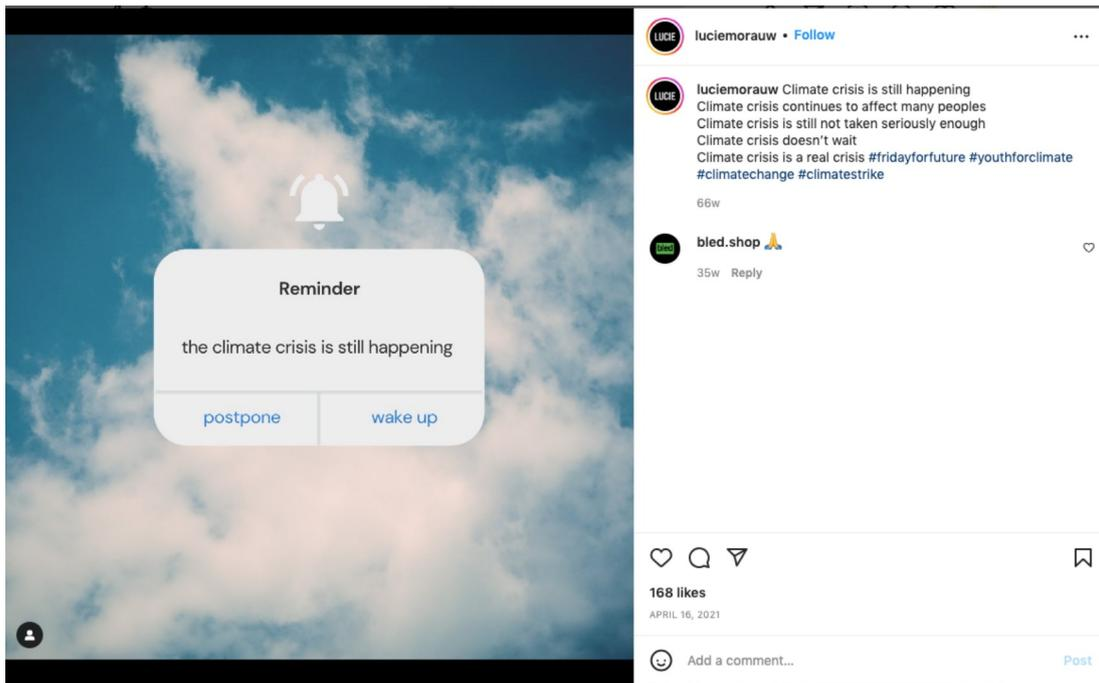 Reminder
the climate crisis is still happening
postpone
wake up
LUCIE
luciemorauw • Follow
LUCIE
luciemorauw Climate crisis is still happening
Climate crisis continues to affect many peoples
Climate crisis is still not taken seriously enough
Climate crisis doesn't wait
Climate crisis is a real crisis #fridayforfuture #youthforclimate
#climatechange #climatestrike
66w
bled
bled.shop 🙏
35w Reply
168 likes
APRIL 16, 2021
Add a comment...
Post